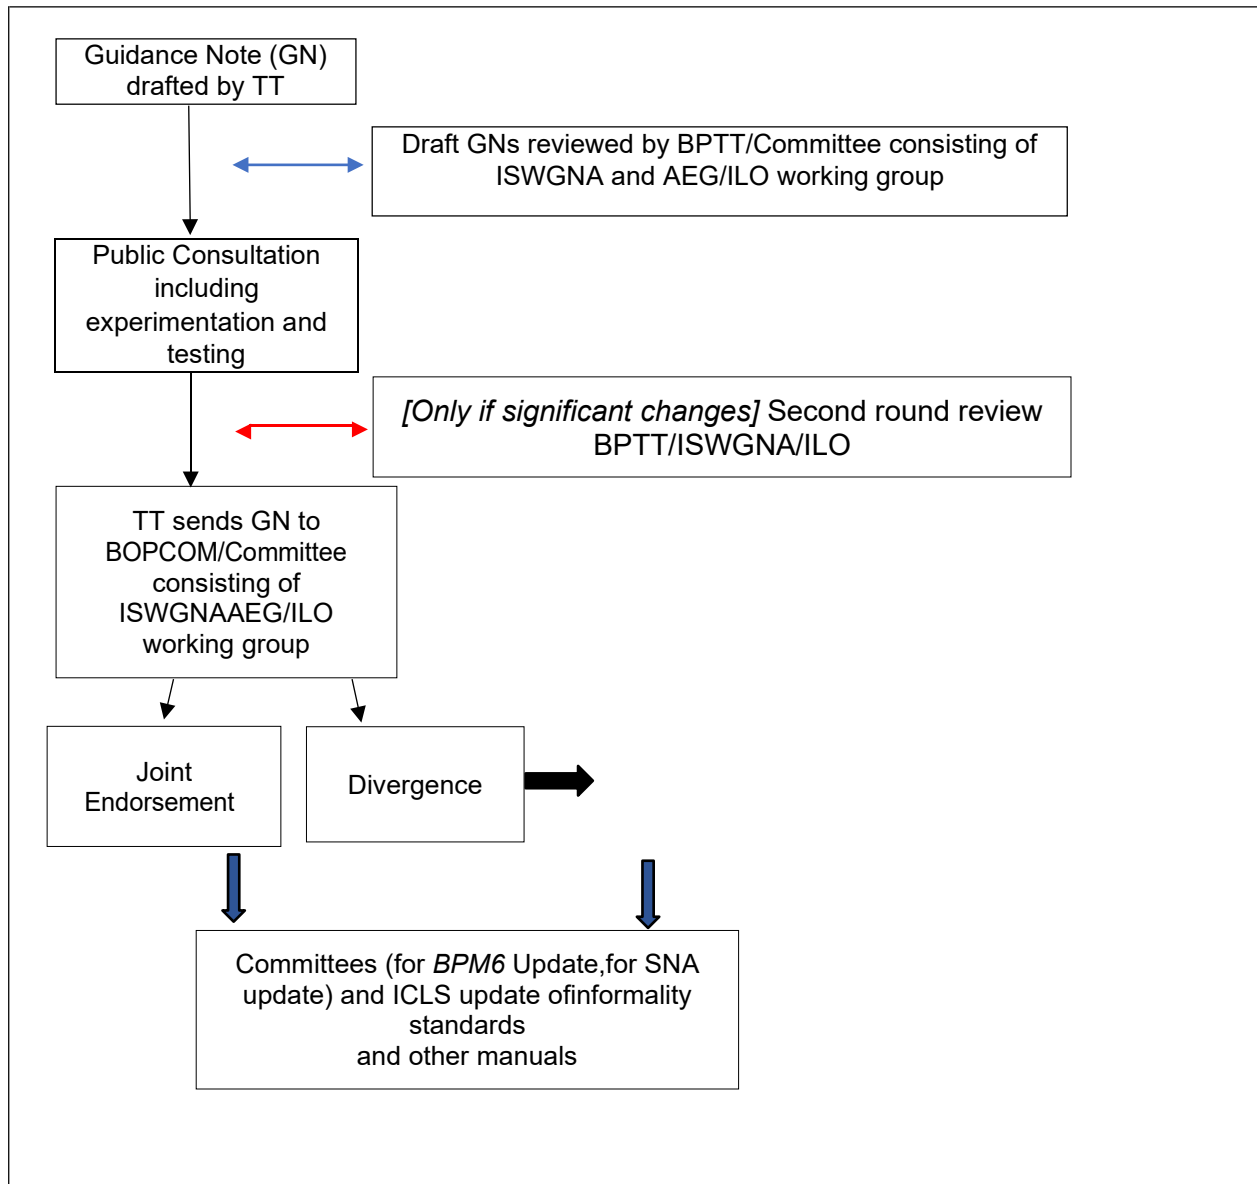 Guidance Note (GN)
drafted by TT
Draft GNs reviewed by BPTT/Committee consisting of
ISWGNA and AEG/ILO working group
Public Consultation
including
experimentation and
testing
[Only if significant changes] Second round review
BPTT/ISWGNA/ILO
TT sends GN to
BOPCOM/Committee
consisting of
ISWGNAAEG/ILO
working group
Joint
Endorsement
Divergence
Committees (for BPM6 Update,for SNA
update) and ICLS update ofinformality
standards
and other manuals